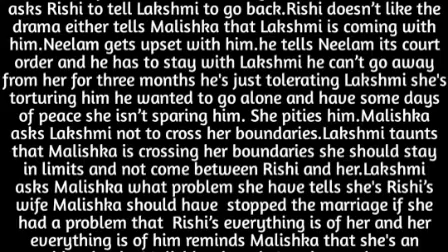 asks Rishi to tell Lakshmi to go back.Rishi doesn't like the
drama either tells Malishka that Lakshmi is coming with
him.Neelam gets upset with him.he tells Neelam its court
order and he has to stay with Lakshmi he can't go away
from her for three months he's just tolerating Lakshmi she's
torturing him he wanted to go alone and have some days
of peace she isn't sparing him. She pities him.Malishka
asks Lakshmi not to cross her boundaries.Lakshmi taunts
that Malishka is crossing her boundaries she should stay
in limits and not come between Rishi and her.Lakshmi
asks Malishka what problem she have tells she's Rishi's
wife Malishka should have stopped the marriage if she
had a problem that Rishi's everything is of her and her
everything is of him reminds Malishka that she's an